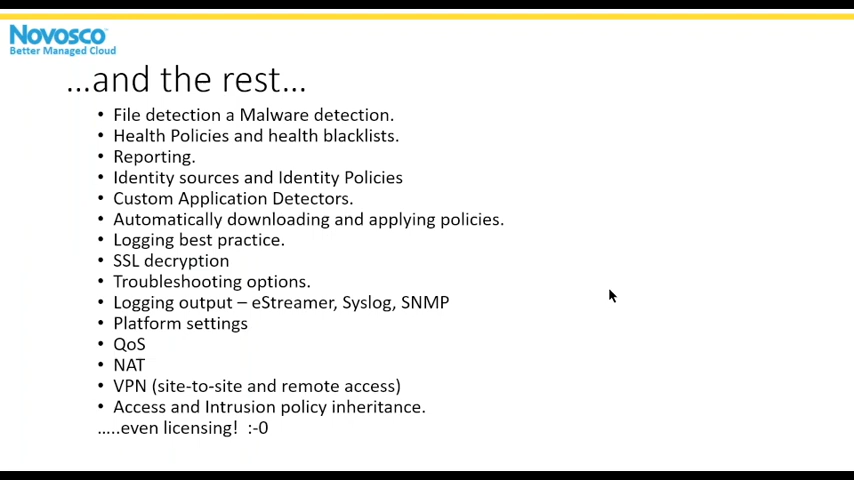 Novosco
Better Managed Cloud
...and the rest...
• File detection a Malware detection.
• Health Policies and health blacklists.
• Reporting.
• Identity sources and Identity Policies
• Custom Application Detectors.
• Automatically downloading and applying policies.
• Logging best practice.
• SSL decryption
• Troubleshooting options.
• Logging output – eStreamer, Syslog, SNMP
• Platform settings
• QoS
• NAT
• VPN (site-to-site and remote access)
• Access and Intrusion policy inheritance.
.....even licensing!  :-0